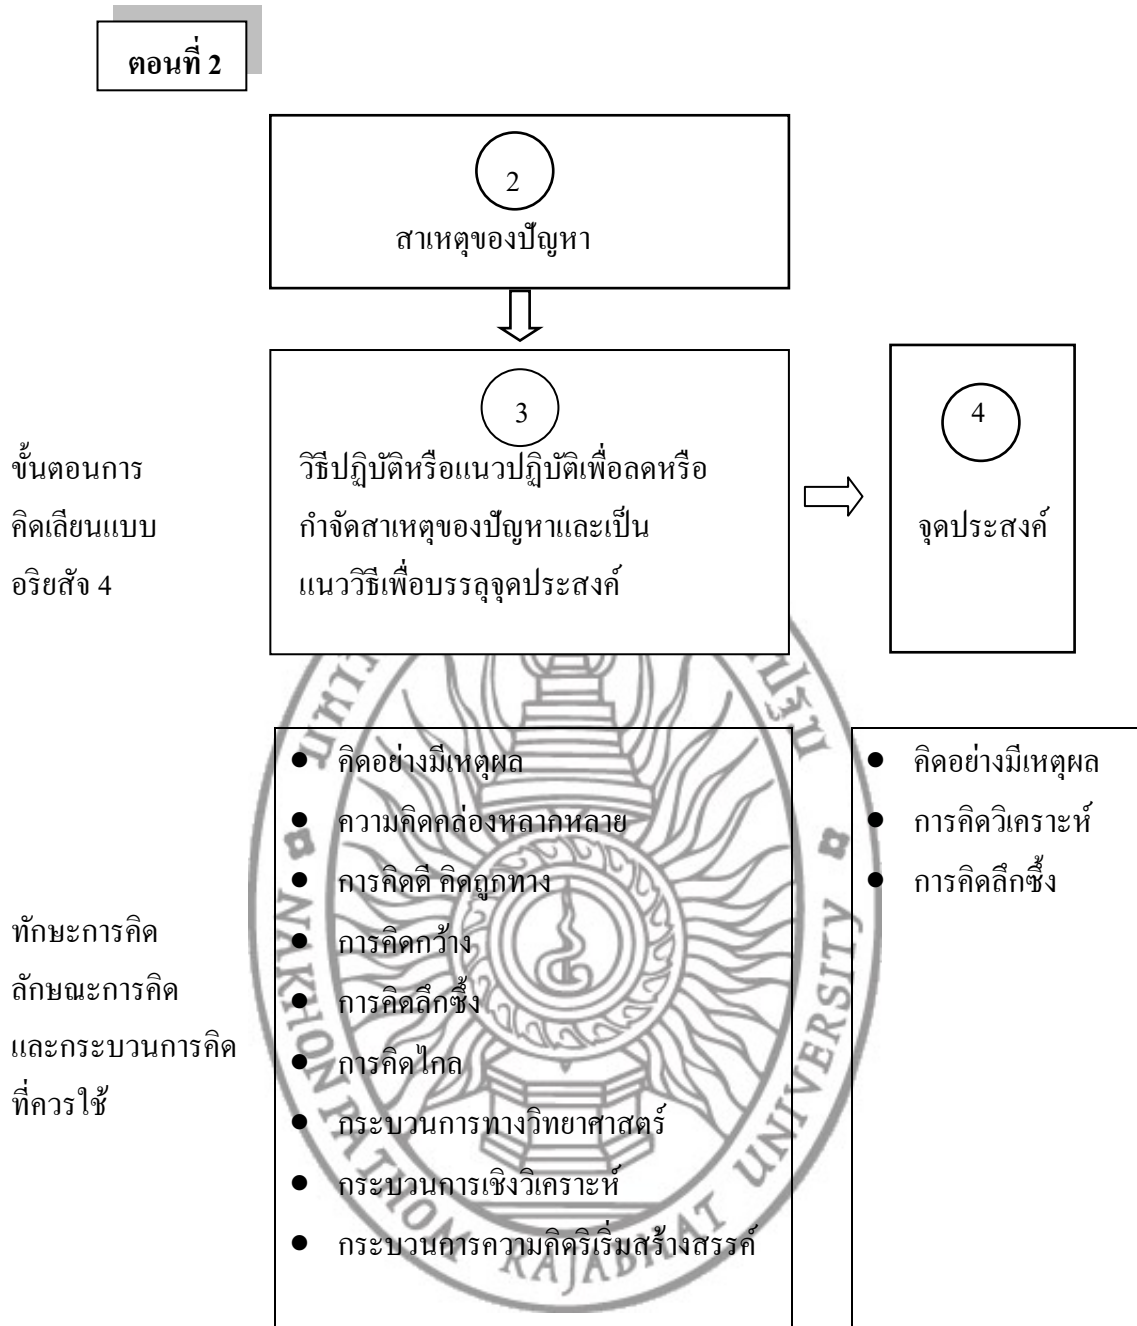 ตอนที่ 2
2
สาเหตุของปัญหา
3
4
ขั้นตอนการ
คิดเลียนแบบ
อริยสัจ 4
วิธีปฏิบัติหรือแนวปฏิบัติเพื่อลดหรือ
กำจัดสาเหตุของปัญหาและเป็น
แนววิธีเพื่อบรรลุจุดประสงค์
จุดประสงค์
ทักษะการคิด
ลักษณะการคิด
และกระบวนการคิด
ที่ควรใช้
● คิดอย่างมีเหตุผล
● ความคิดคล่องหลากหลาย
● การคิดดี คิดถูกทาง
● การคิดกว้าง
● การคิดลึกซึ้ง
● การคิดไกล
● กระบวนการทางวิทยาศาสตร์
● กระบวนการเชิงวิเคราะห์
● กระบวนการความคิดริเริ่มสร้างสรรค์
● คิดอย่างมีเหตุผล
● การคิดวิเคราะห์
● การคิดลึกซึ้ง
NAKHON PATHOM RAJABHAT UNIVERSITY